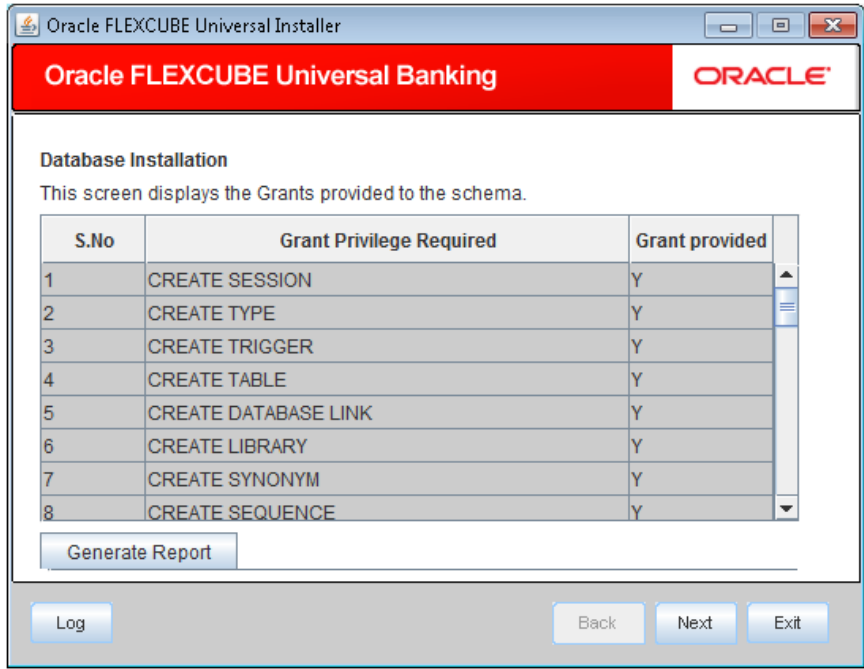 Oracle FLEXCUBE Universal Installer
Oracle FLEXCUBE Universal Banking
ORACLE
Database Installation
This screen displays the Grants provided to the schema.
S.No Grant Privilege Required Grant provided
1 CREATE SESSION Y
2 CREATE TYPE Y
3 CREATE TRIGGER Y
4 CREATE TABLE Y
5 CREATE DATABASE LINK Y
6 CREATE LIBRARY Y
7 CREATE SYNONYM Y
8 CREATE SEQUENCE Y
Generate Report
Log Back Next Exit